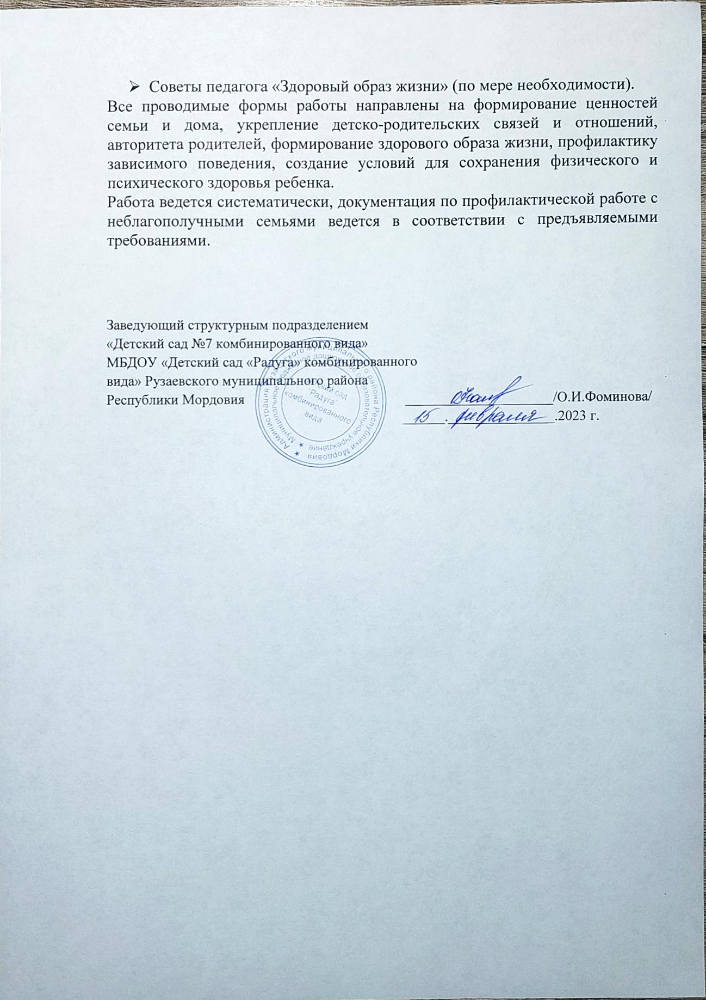 ➢ Советы педагога «Здоровый образ жизни» (по мере необходимости).
Все проводимые формы работы направлены на формирование ценностей
семьи и дома, укрепление детско-родительских связей и отношений,
авторитета родителей, формирование здорового образа жизни, профилактику
зависимого поведения, создание условий для сохранения физического и
психического здоровья ребенка.
Работа ведется систематически, документация по профилактической работе с
неблагополучными семьями ведется в соответствии с предъявляемыми
требованиями.
Заведующий структурным подразделением
«Детский сад №7 комбинированного вида»
МБДОУ «Детский сад «Радуга» комбинированного
вида» Рузаевского муниципального района
Республики Мордовия
/О.И.Фоминова/
15 . февраля .2023 г.
Администрация Рузаевского муниципального района Республики Мордовия
Муниципальное бюджетное дошкольное образовательное учреждение
сад
"Радуга"
комбинированного
вида